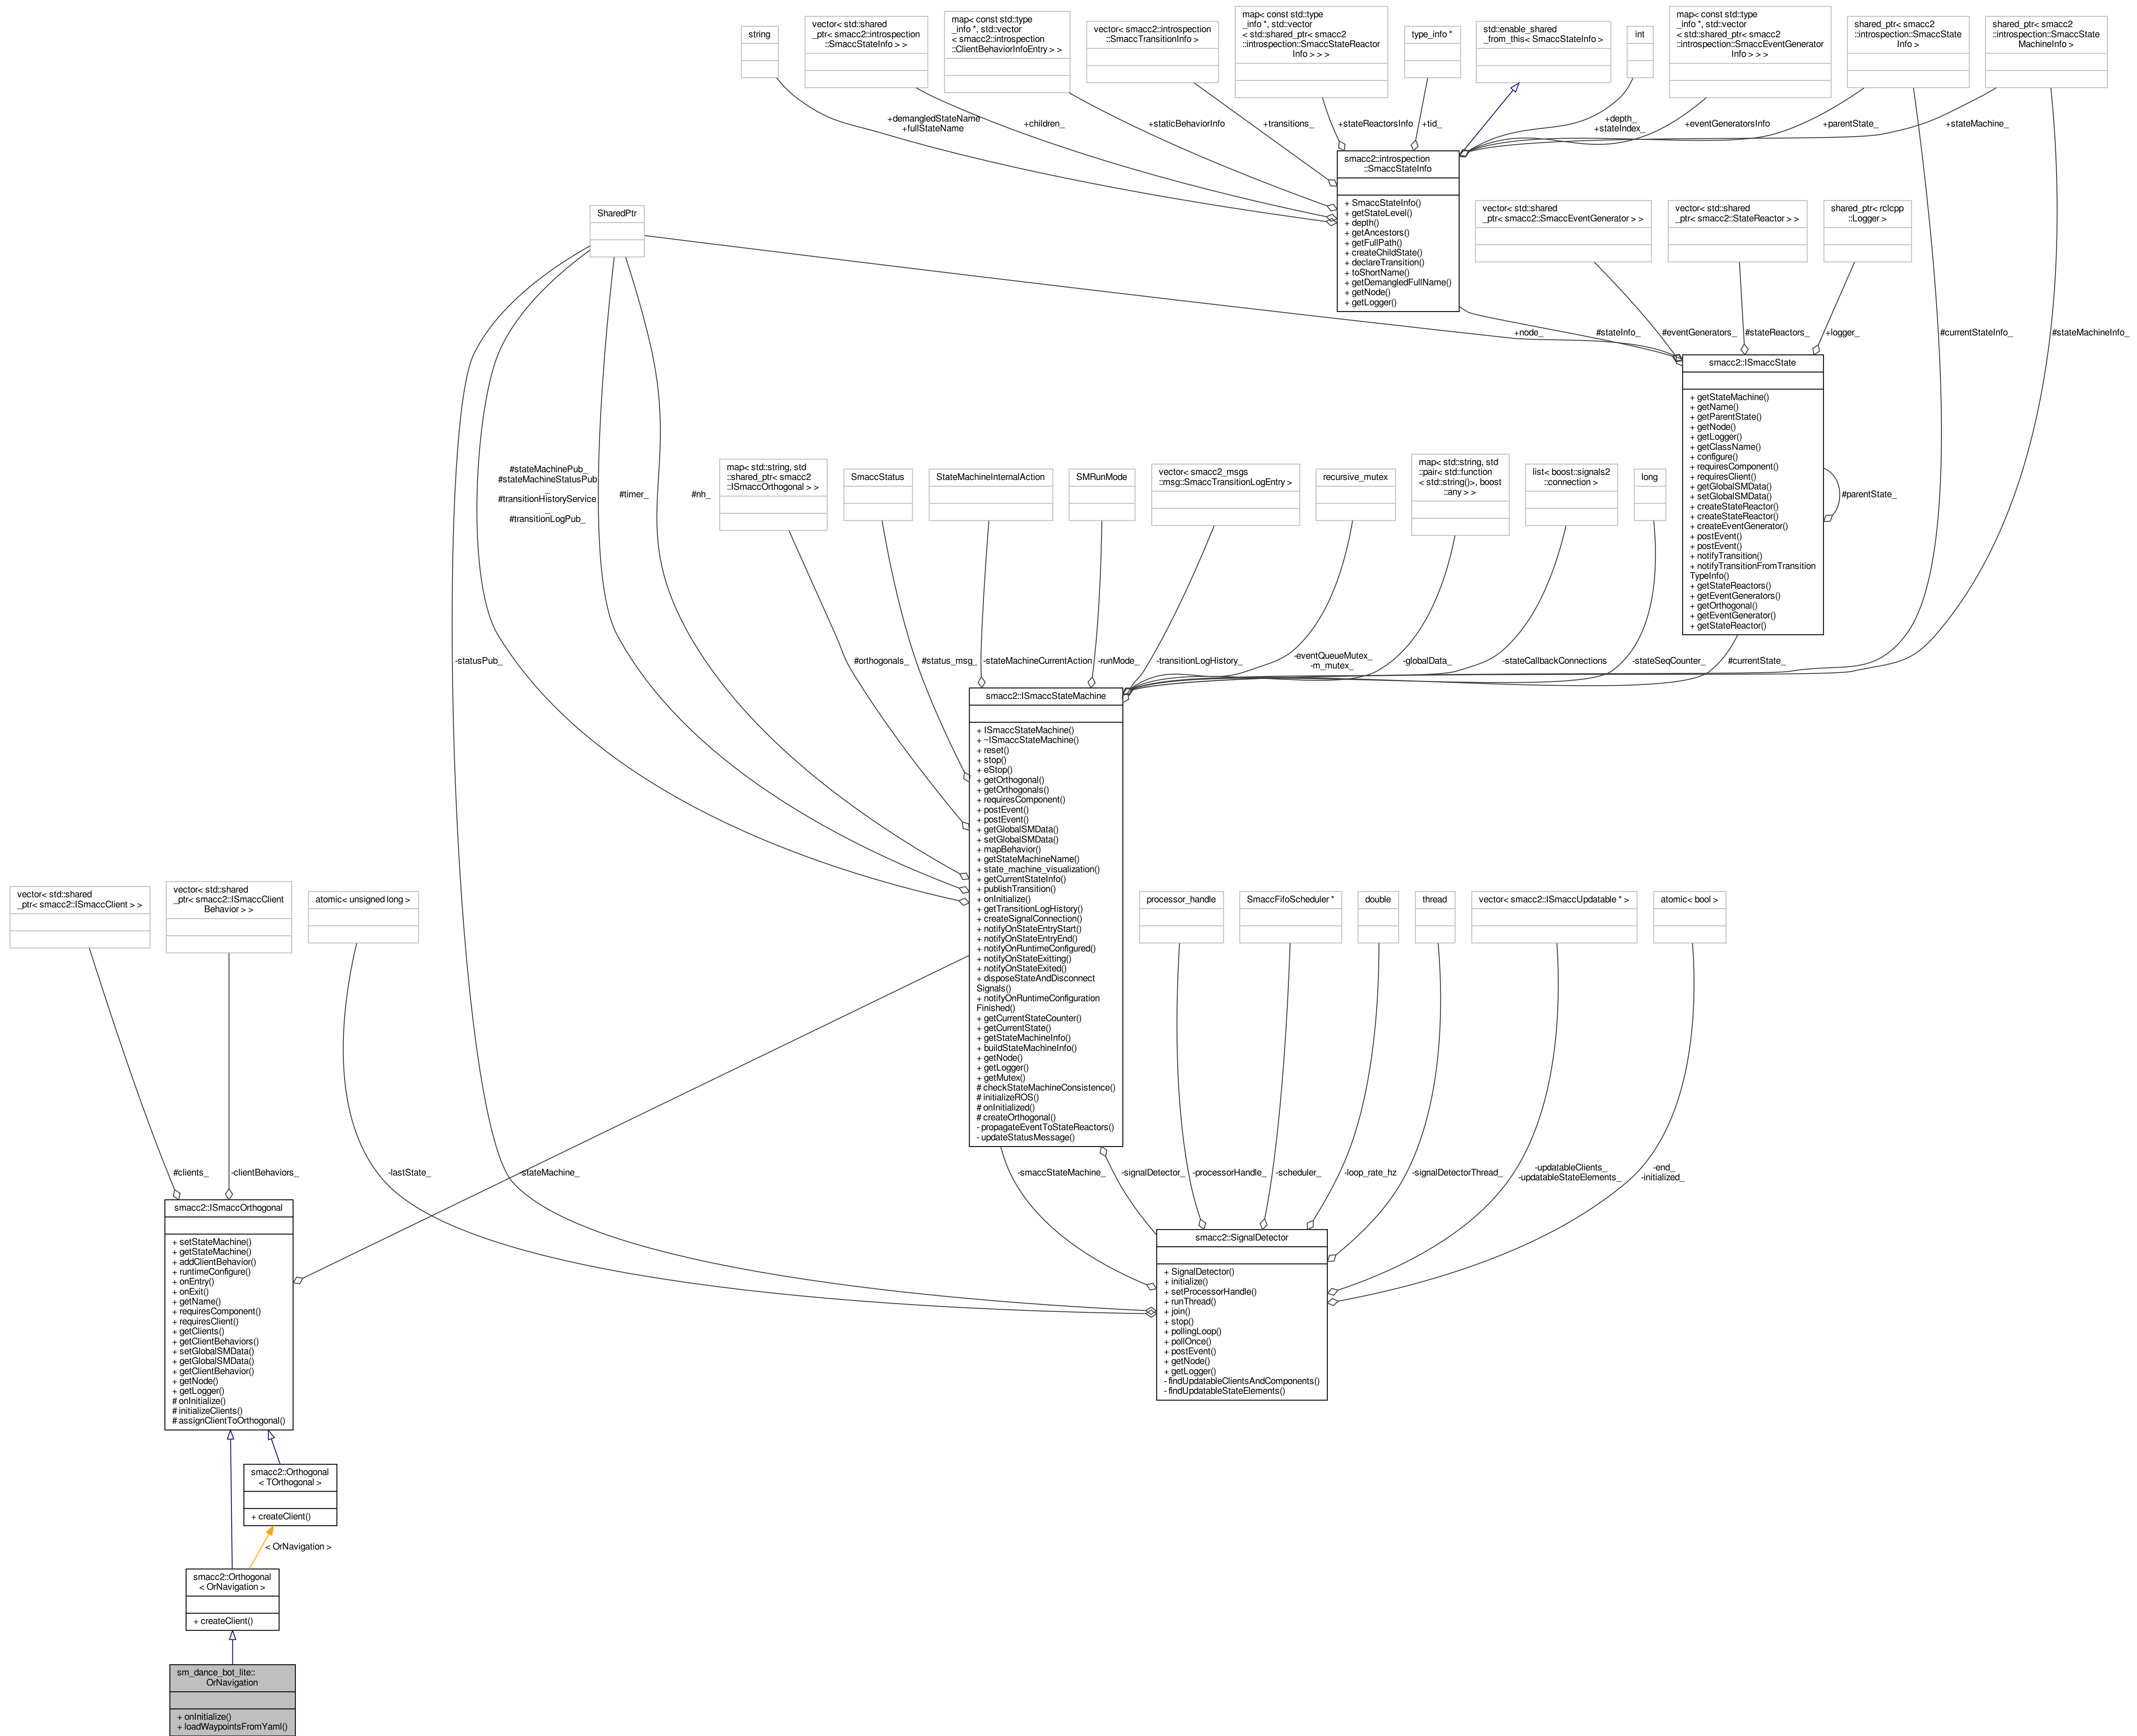 string
vector< std::shared
_ptr< smacc2::introspection
::SmaccStateInfo > >
map< const std::type
_info *, std::vector
< smacc2::introspection
::ClientBehaviorInfoEntry > >
vector< smacc2::introspection
::SmaccTransitionInfo >
map< const std::type
_info *, std::vector
< std::shared_ptr< smacc2
::introspection::SmaccStateReactor
Info > > >
type_info *
std::enable_shared
_from_this< SmaccStateInfo >
int
map< const std::type
_info *, std::vector
< std::shared_ptr< smacc2
::introspection::SmaccEventGenerator
Info > > >
shared_ptr< smacc2
::introspection::SmaccState
Info >
shared_ptr< smacc2
::introspection::SmaccState
MachineInfo >
+demangledStateName
+fullStateName
+children_
+staticBehaviorInfo
+transitions_
+stateReactorsInfo
+tid_
+depth_
+stateIndex_
+eventGeneratorsInfo
+parentState_
+stateMachine_
smacc2::introspection
::SmaccStateInfo
+ SmaccStateInfo()
+ getStateLevel()
+ depth()
+ getAncestors()
+ getFullPath()
+ createChildState()
+ declareTransition()
+ toShortName()
+ getDemangledFullName()
+ getNode()
+ getLogger()
SharedPtr
vector< std::shared
_ptr< smacc2::SmaccEventGenerator > >
vector< std::shared
_ptr< smacc2::StateReactor > >
shared_ptr< rclcpp
::Logger >
+node_
#stateInfo_
#eventGenerators_
#stateReactors_
+logger_
#currentStateInfo_
#stateMachineInfo_
smacc2::ISmaccState
+ getStateMachine()
+ getName()
+ getParentState()
+ getNode()
+ getLogger()
+ getClassName()
+ configure()
+ requiresComponent()
+ requiresClient()
+ getGlobalSMData()
+ setGlobalSMData()
+ createStateReactor()
+ createStateReactor()
+ createEventGenerator()
+ postEvent()
+ postEvent()
+ notifyTransition()
+ notifyTransitionFromTransition
TypeInfo()
+ getStateReactors()
+ getEventGenerators()
+ getOrthogonal()
+ getEventGenerator()
+ getStateReactor()
#parentState_
#stateMachinePub_
#stateMachineStatusPub
_
#transitionHistoryService
_
#transitionLogPub_
#timer_
#nh_
map< std::string, std
::shared_ptr< smacc2
::ISmaccOrthogonal > >
SmaccStatus
StateMachineInternalAction
SMRunMode
vector< smacc2_msgs
::msg::SmaccTransitionLogEntry >
recursive_mutex
map< std::string, std
::pair< std::function
< std::string()>, boost
::any > >
list< boost::signals2
::connection >
long
-statusPub_
#orthogonals_
#status_msg_
-stateMachineCurrentAction
-runMode_
-transitionLogHistory_
-eventQueueMutex_
-m_mutex_
-globalData_
-stateCallbackConnections
-stateSeqCounter_
#currentState_
smacc2::ISmaccStateMachine
+ ISmaccStateMachine()
+ ~ISmaccStateMachine()
+ reset()
+ stop()
+ eStop()
+ getOrthogonal()
+ getOrthogonals()
+ requiresComponent()
+ postEvent()
+ postEvent()
+ getGlobalSMData()
+ setGlobalSMData()
+ mapBehavior()
+ getStateMachineName()
+ state_machine_visualization()
+ getCurrentStateInfo()
+ publishTransition()
+ onInitialize()
+ getTransitionLogHistory()
+ createSignalConnection()
+ notifyOnStateEntryStart()
+ notifyOnStateEntryEnd()
+ notifyOnRuntimeConfigured()
+ notifyOnStateExitting()
+ notifyOnStateExited()
+ disposeStateAndDisconnect
Signals()
+ notifyOnRuntimeConfiguration
Finished()
+ getCurrentStateCounter()
+ getCurrentState()
+ getStateMachineInfo()
+ buildStateMachineInfo()
+ getNode()
+ getLogger()
+ getMutex()
# checkStateMachineConsistence()
# initializeROS()
# onInitialized()
# createOrthogonal()
- propagateEventToStateReactors()
- updateStatusMessage()
vector< std::shared
_ptr< smacc2::ISmaccClient > >
vector< std::shared
_ptr< smacc2::ISmaccClient
Behavior > >
atomic< unsigned long >
processor_handle
SmaccFifoScheduler *
double
thread
vector< smacc2::ISmaccUpdatable * >
atomic< bool >
#clients_
-clientBehaviors_
-lastState_
-stateMachine_
-smaccStateMachine_
-signalDetector_
-processorHandle_
-scheduler_
-loop_rate_hz
-signalDetectorThread_
-updatableClients_
-updatableStateElements_
-end_
-initialized_
smacc2::ISmaccOrthogonal
+ setStateMachine()
+ getStateMachine()
+ addClientBehavior()
+ runtimeConfigure()
+ onEntry()
+ onExit()
+ getName()
+ requiresComponent()
+ requiresClient()
+ getClients()
+ getClientBehaviors()
+ setGlobalSMData()
+ getGlobalSMData()
+ getClientBehavior()
+ getNode()
+ getLogger()
# onInitialize()
# initializeClients()
# assignClientToOrthogonal()
smacc2::SignalDetector
+ SignalDetector()
+ initialize()
+ setProcessorHandle()
+ runThread()
+ join()
+ stop()
+ pollingLoop()
+ pollOnce()
+ postEvent()
+ getNode()
+ getLogger()
- findUpdatableClientsAndComponents()
- findUpdatableStateElements()
smacc2::Orthogonal
< TOrthogonal >
+ createClient()
< OrNavigation >
smacc2::Orthogonal
< OrNavigation >
+ createClient()
sm_dance_bot_lite::
OrNavigation
+ onInitialize()
+ loadWaypointsFromYaml()